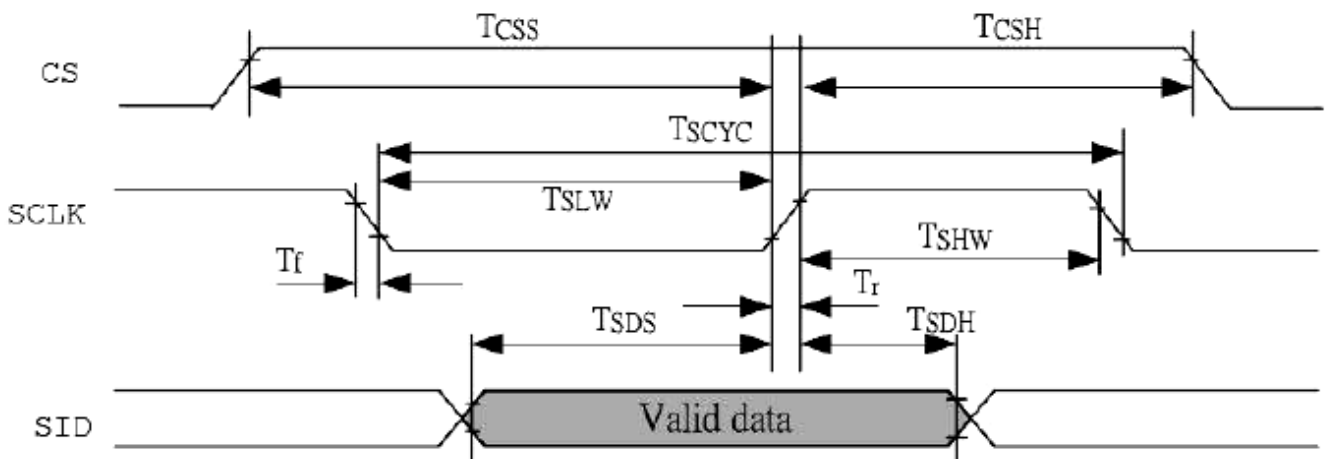 TCSS TCSH
CS
TSCYC
SCLK TSLW
TSHW
Tf Tr
TSDS TSDH
SID Valid data